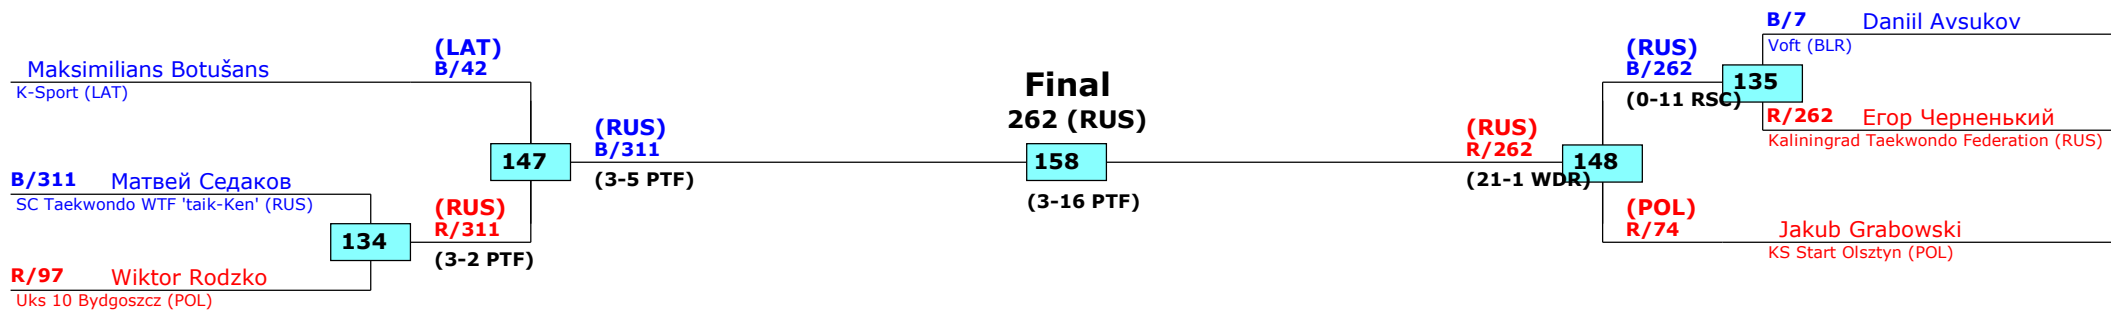 Maksimilians Botušans
K-Sport (LAT)
(LAT)
B/42
B/311 Матвей Седаков
SC Taekwondo WTF 'taik-Ken' (RUS)
134
R/97 Wiktor Rodzko
Uks 10 Bydgoszcz (POL)
(RUS)
R/311
(3-2 PTF)
147
(RUS)
B/311
(3-5 PTF)
Final
262 (RUS)
158
(3-16 PTF)
(RUS)
R/262
(21-1 WDR)
148
(RUS)
B/262
(0-11 RSC)
135
B/7 Daniil Avsukov
Voft (BLR)
R/262 Егор Черненький
Kaliningrad Taekwondo Federation (RUS)
(POL)
R/74
Jakub Grabowski
KS Start Olsztyn (POL)